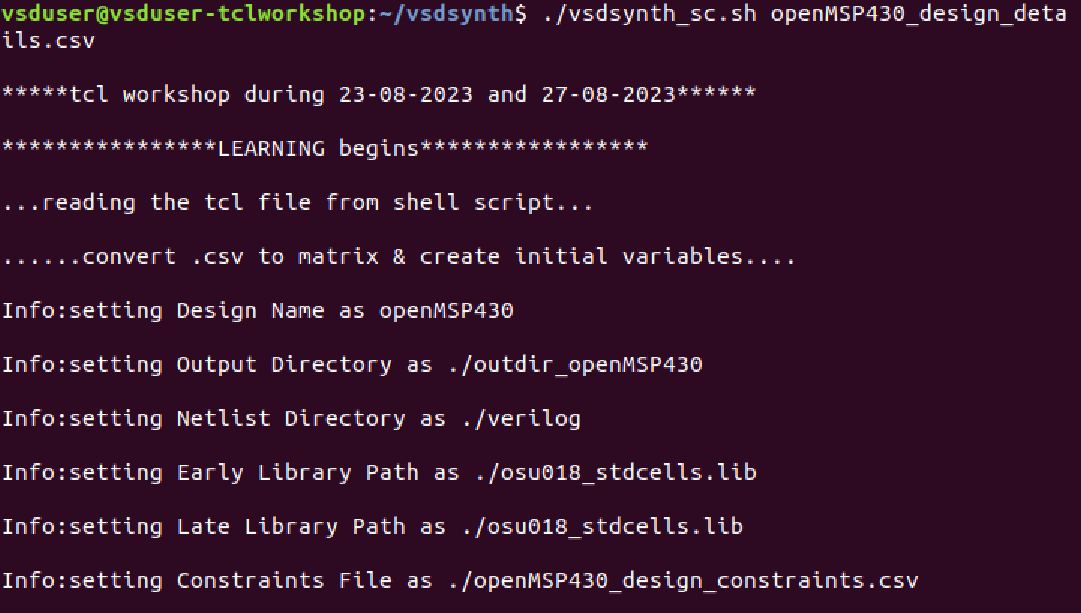 vsduser@vsduser-tclworkshop:~/vsdsynth$ ./vsdsynth_sc.sh openMSP430_design_deta
ils.csv
*****tcl workshop during 23-08-2023 and 27-08-2023******
****************LEARNING begins*****************
...reading the tcl file from shell script...
......convert .csv to matrix & create initial variables....
Info:setting Design Name as openMSP430
Info:setting Output Directory as ./outdir_openMSP430
Info:setting Netlist Directory as ./verilog
Info:setting Early Library Path as ./osu018_stdcells.lib
Info:setting Late Library Path as ./osu018_stdcells.lib
Info:setting Constraints File as ./openMSP430_design_constraints.csv